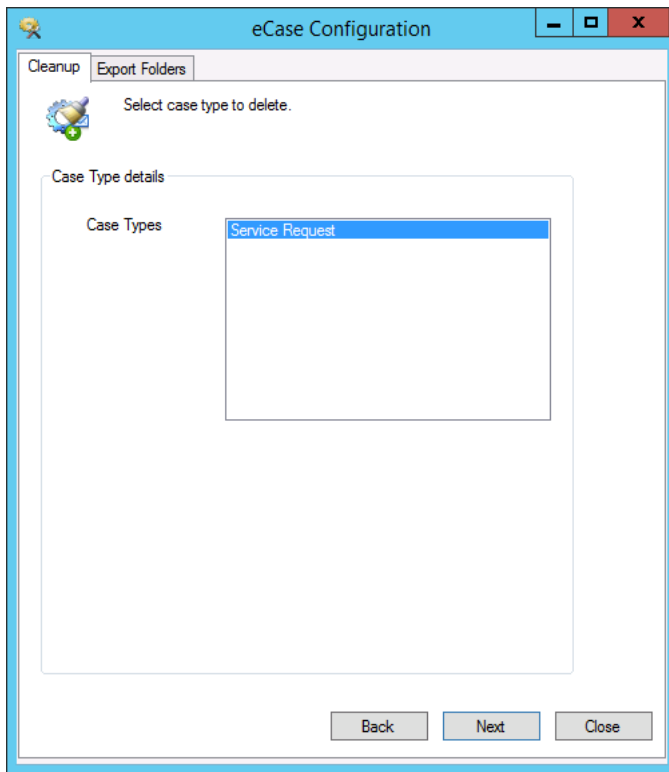 eCase Configuration
Cleanup Export Folders
Select case type to delete.
Case Type details
Case Types Service Request
Back Next Close